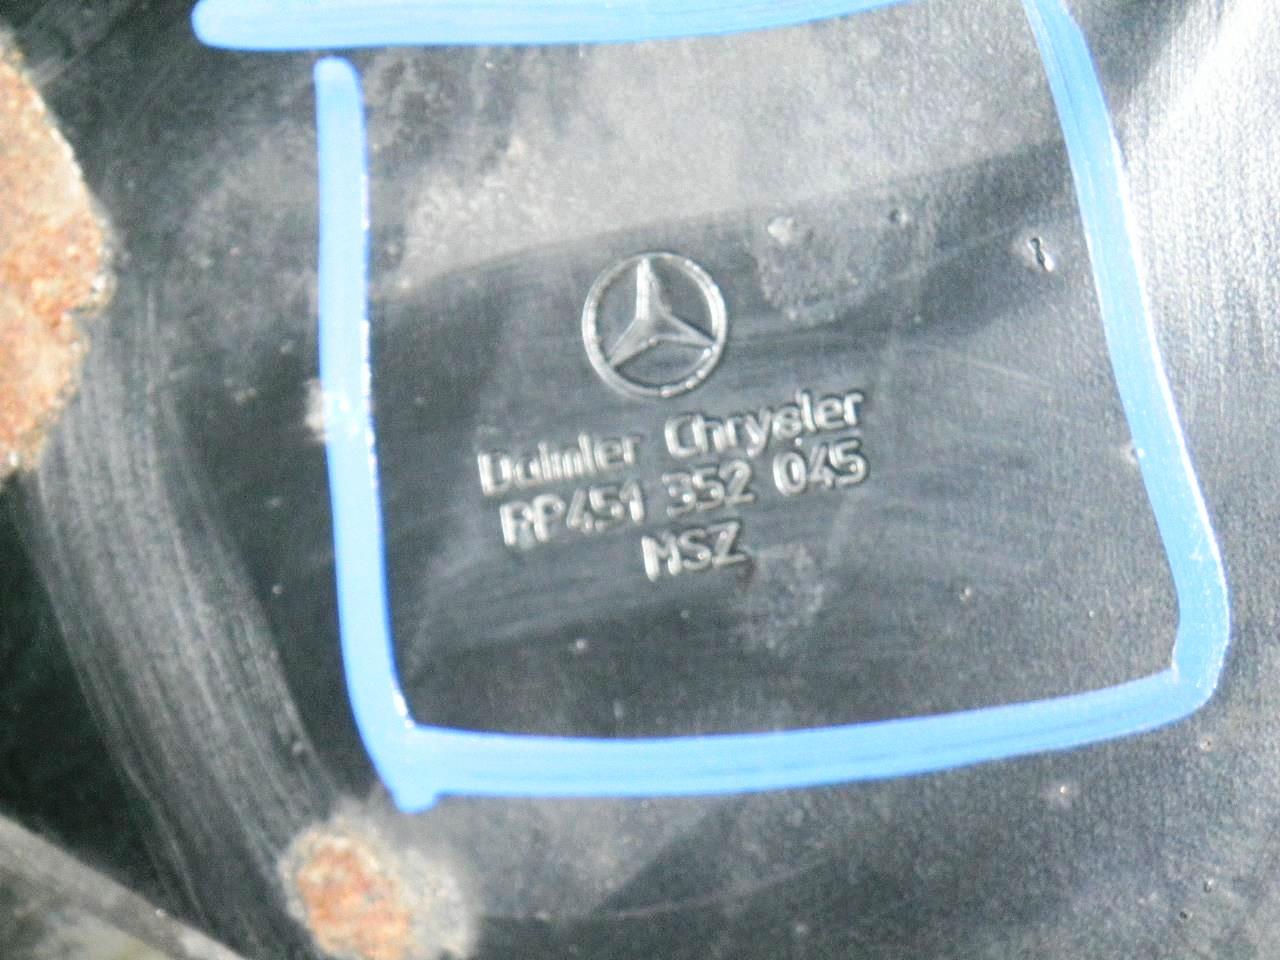 Daimler Chrysler
RP451 352 045
MSZ